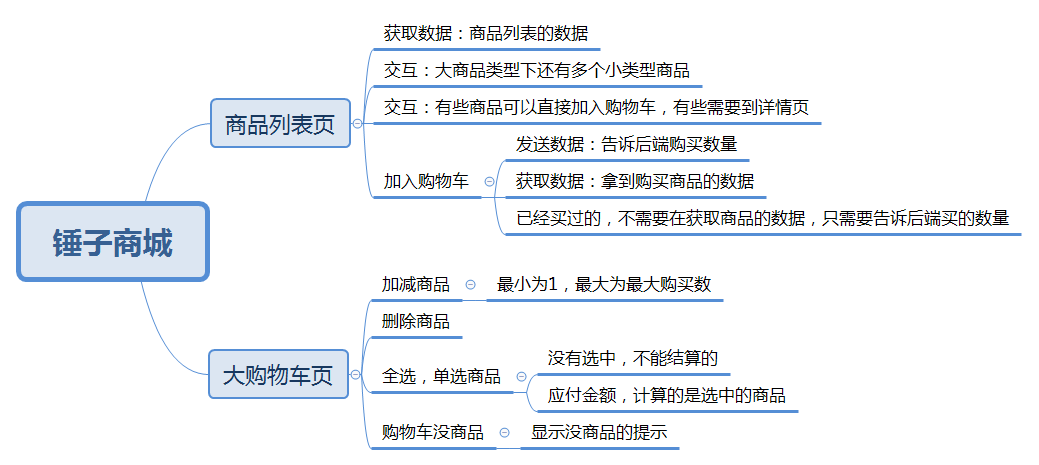 锤子商城
商品列表页
获取数据：商品列表的数据
交互：大商品类型下还有多个小类型商品
交互：有些商品可以直接加入购物车，有些需要到详情页
加入购物车
发送数据：告诉后端购买数量
获取数据：拿到购买商品的数据
已经买过的，不需要在获取商品的数据，只需要告诉后端买的数量
大购物车页
加减商品
最小为1，最大为最大购买数
删除商品
全选，单选商品
没有选中，不能结算的
应付金额，计算的是选中的商品
购物车没商品
显示没商品的提示